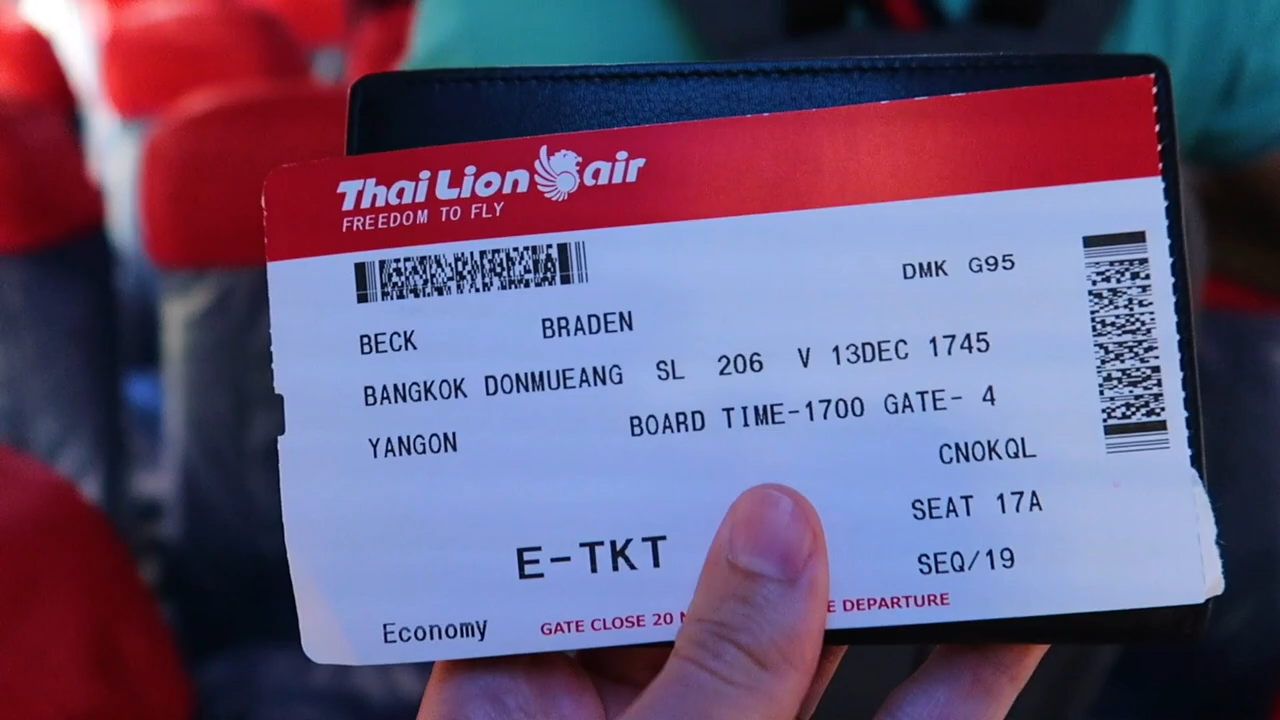 Thai Lion air
FREEDOM TO FLY
DMK G95
BECK BRADEN
BANGKOK DONMUEANG SL 206 V 13DEC 1745
BOARD TIME-1700 GATE- 4
YANGON
CNOKQL
SEAT 17A
E-TKT
SEQ/19
Economy
GATE CLOSE 20 DEPARTURE